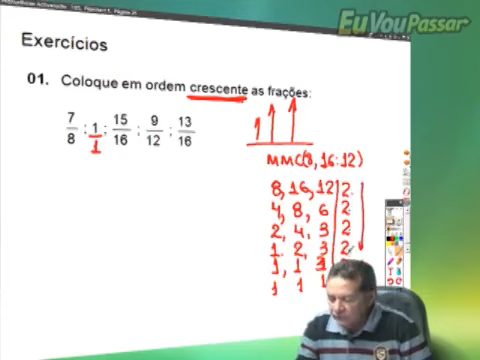 EuVouPassar
Exercícios
01. Coloque em ordem crescente as frações:
7/8 ; 1/1 ; 15/16 ; 9/12 ; 13/16
MMC(8, 16, 12)
8, 16, 12 | 2
4, 8, 6 | 2
2, 4, 3 | 2
1, 2, 3 | 2
1, 1, 3
1 1 1